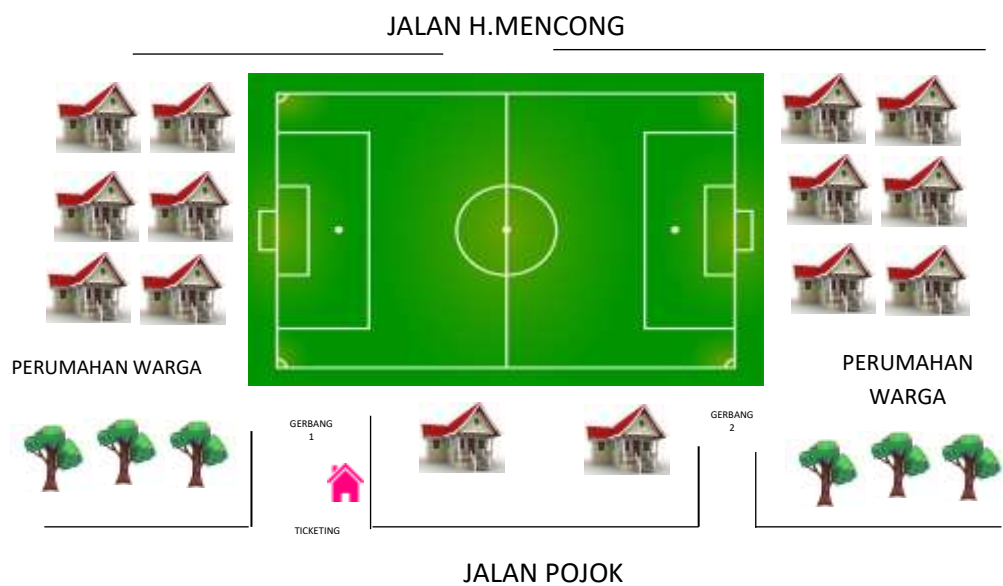 JALAN H.MENCONG
PERUMAHAN WARGA
PERUMAHAN
WARGA
GERBANG
1
GERBANG
2
TICKETING
JALAN POJOK